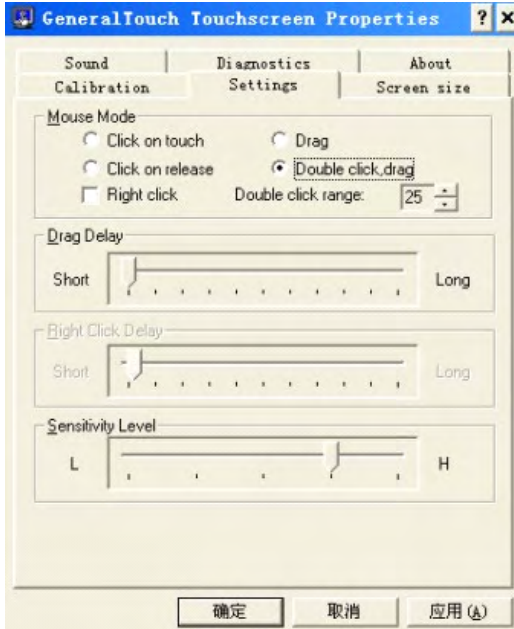 GeneralTouch Touchscreen Properties ? ×
Sound Diagnostics About
Calibration Settings Screen size
Mouse Mode
Click on touch Drag
Click on release Double click,drag
Right click Double click range: 25
Drag Delay
Short Long
Right Click Delay
Short Long
Sensitivity Level
L H
确定 取消 应用(A)